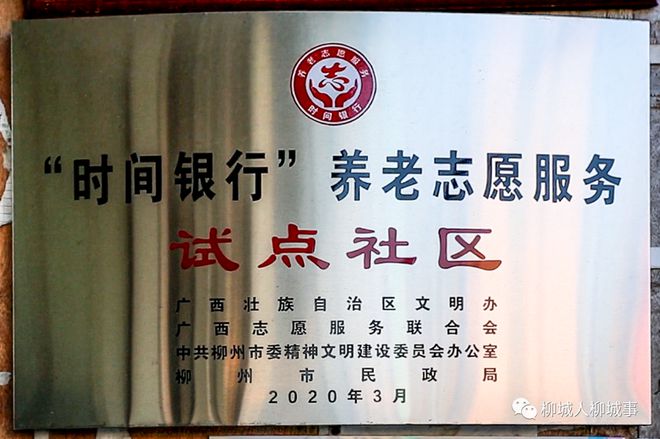 养老志愿服务
志
时间银行
“时间银行”养老志愿服务
试点社区
广西壮族自治区文明办
广西志愿服务联合会
中共柳州市委精神文明建设委员会办公室
柳州市民政局
2020年3月
柳城人柳城事